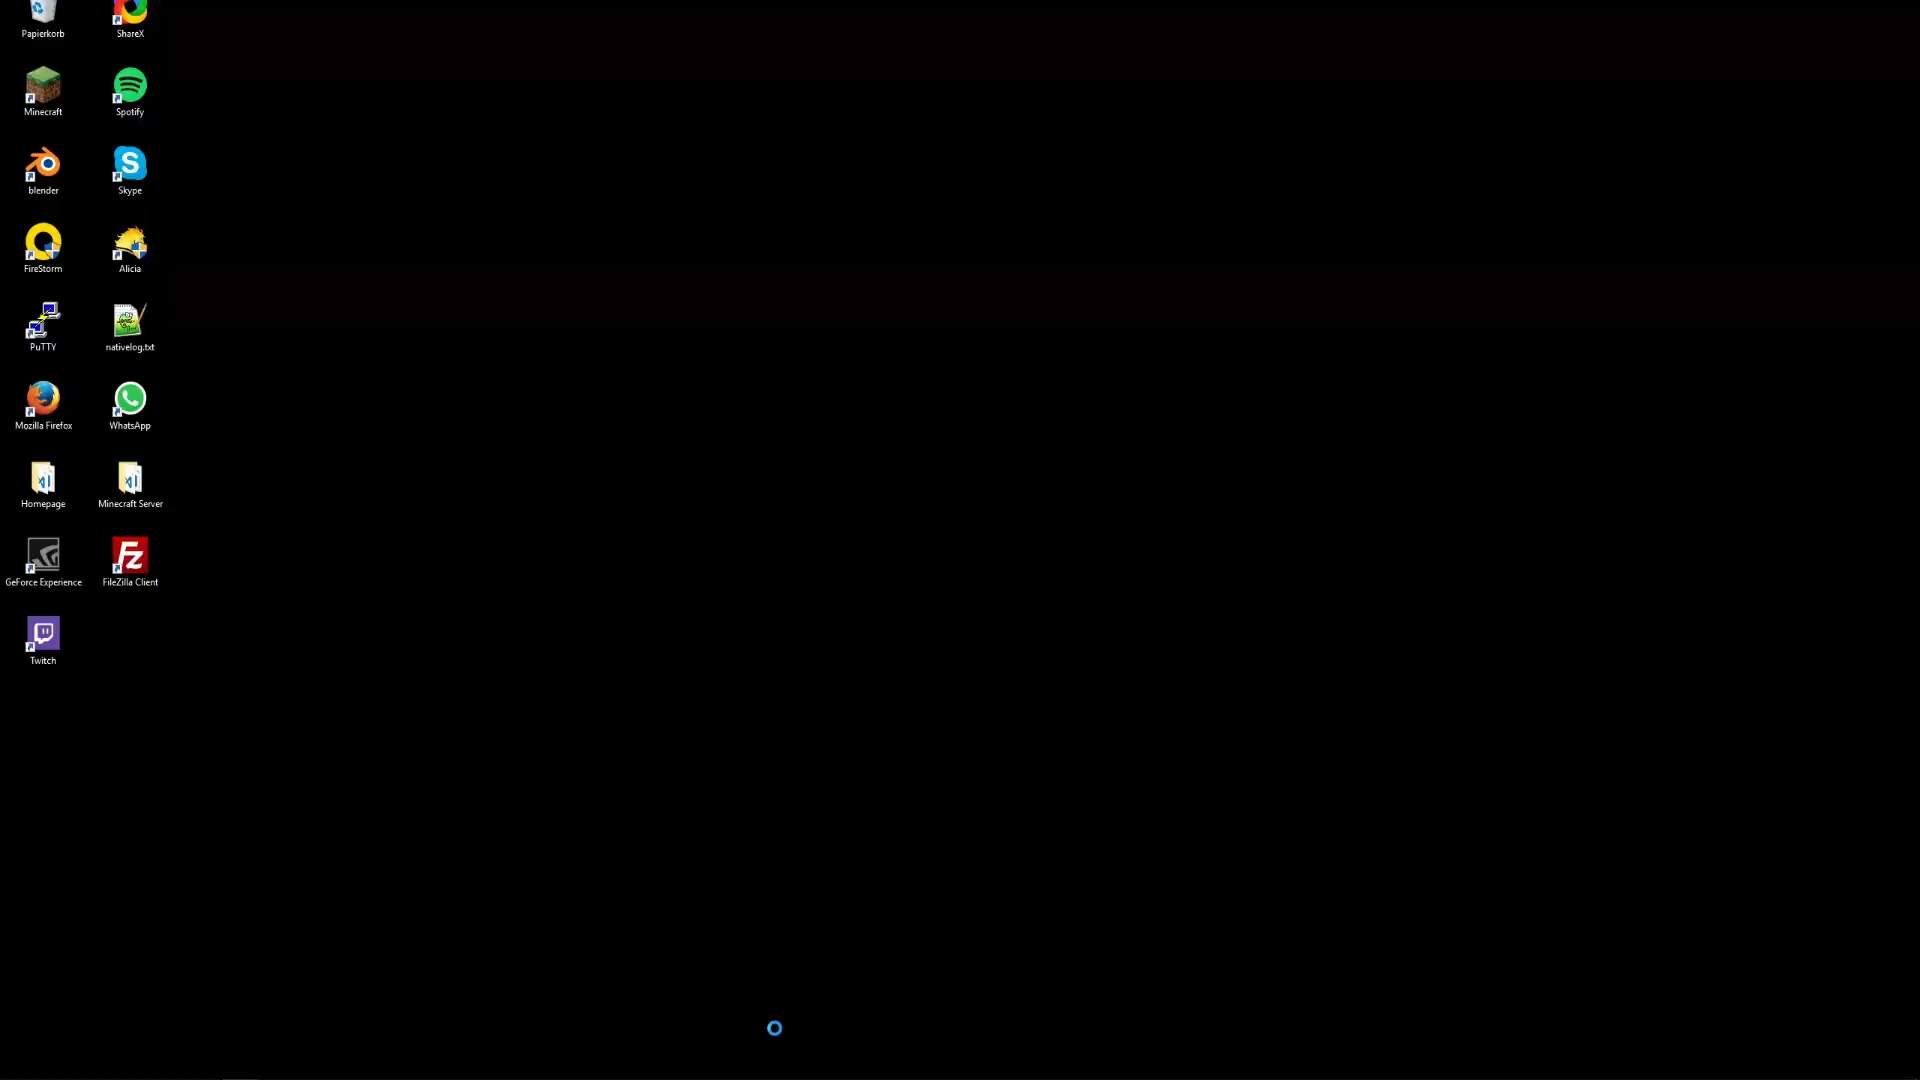 Papierkorb
ShareX
Minecraft
Spotify
blender
Skype
FireStorm
Alicia
PuTTY
nativelog.txt
Mozilla Firefox
WhatsApp
Homepage
Minecraft Server
GeForce Experience
FileZilla Client
Twitch